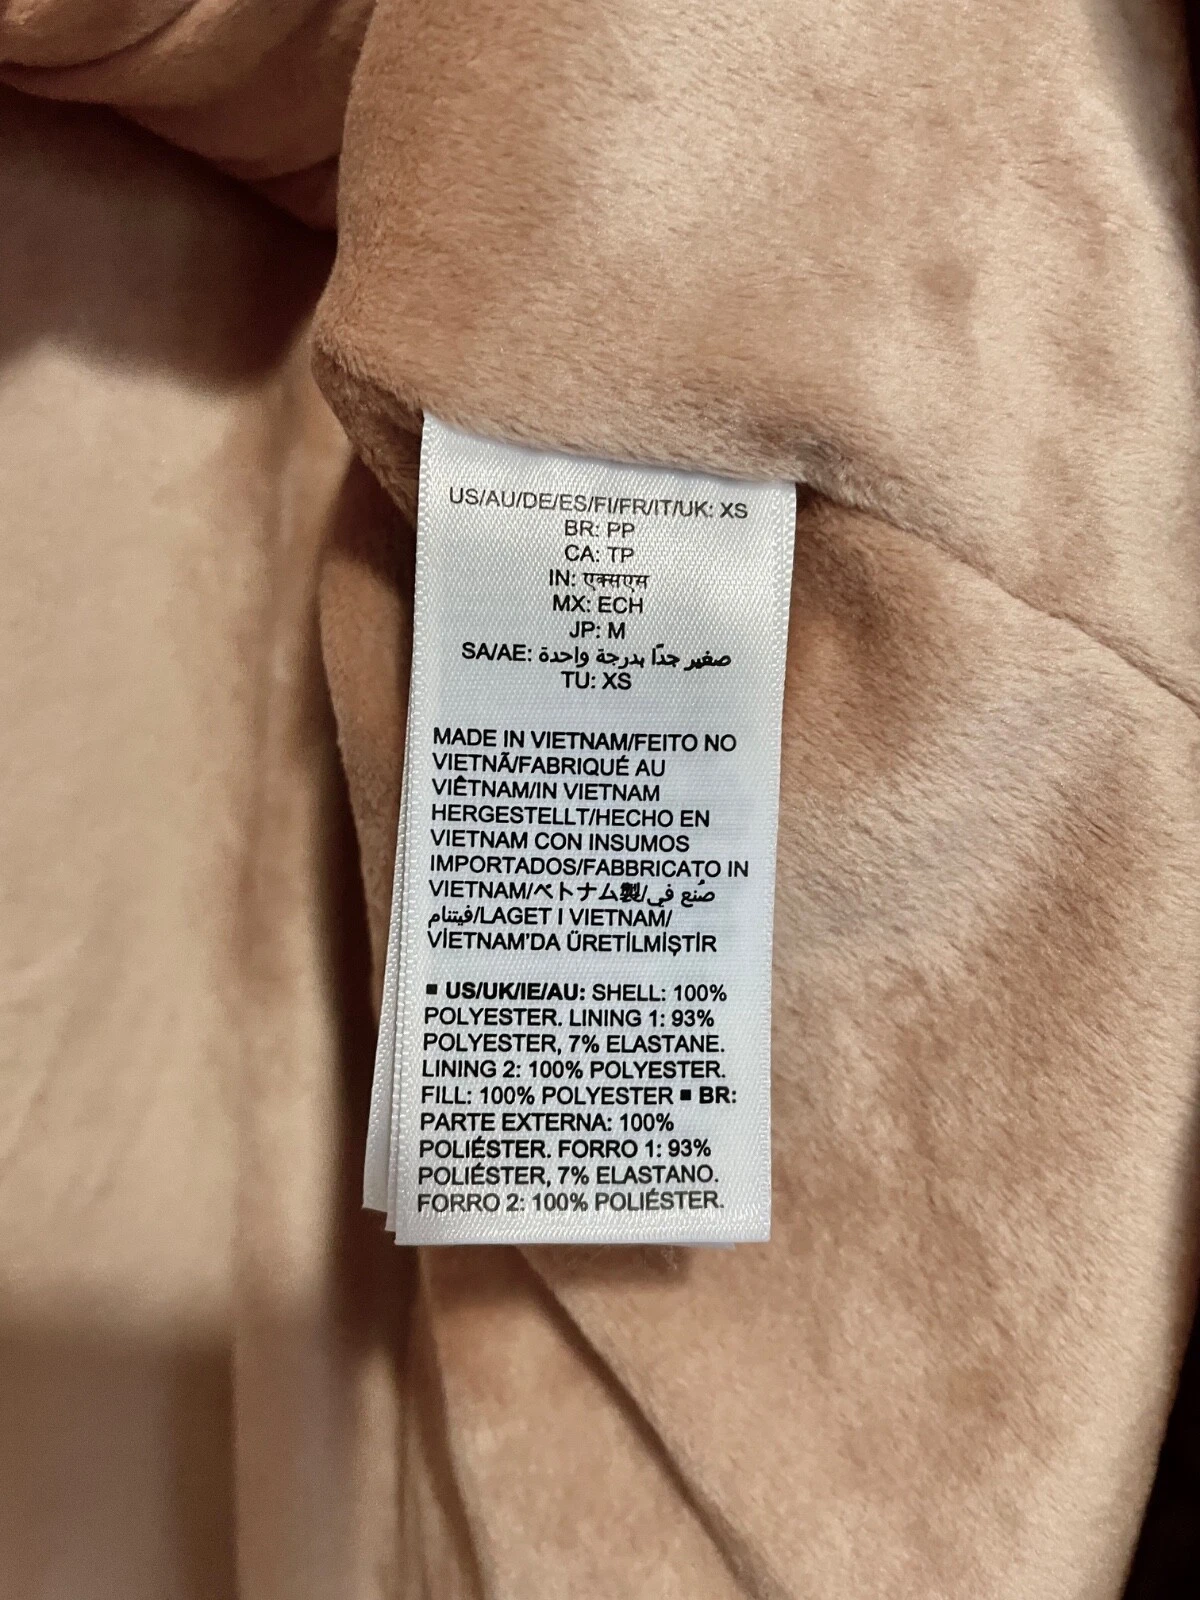 US/AU/DE/ES/FI/FR/IT/UK: XS
BR: PP
CA: TP
IN: एक्सएस
MX: ECH
JP: M
SA/AE: صغير جدًا بدرجة واحدة
TU: XS
MADE IN VIETNAM/FEITO NO
VIETNÃ/FABRIQUÉ AU
VIÊTNAM/IN VIETNAM
HERGESTELLT/HECHO EN
VIETNAM CON INSUMOS
IMPORTADOS/FABBRICATO IN
VIETNAM/ベトナム製/صُنع في
فيتنام/LAGET I VIETNAM/
VİETNAM'DA ÜRETİLMİŞTİR
■ US/UK/IE/AU: SHELL: 100%
POLYESTER. LINING 1: 93%
POLYESTER, 7% ELASTANE.
LINING 2: 100% POLYESTER.
FILL: 100% POLYESTER ■ BR:
PARTE EXTERNA: 100%
POLIÉSTER. FORRO 1: 93%
POLIÉSTER, 7% ELASTANO.
FORRO 2: 100% POLIÉSTER.